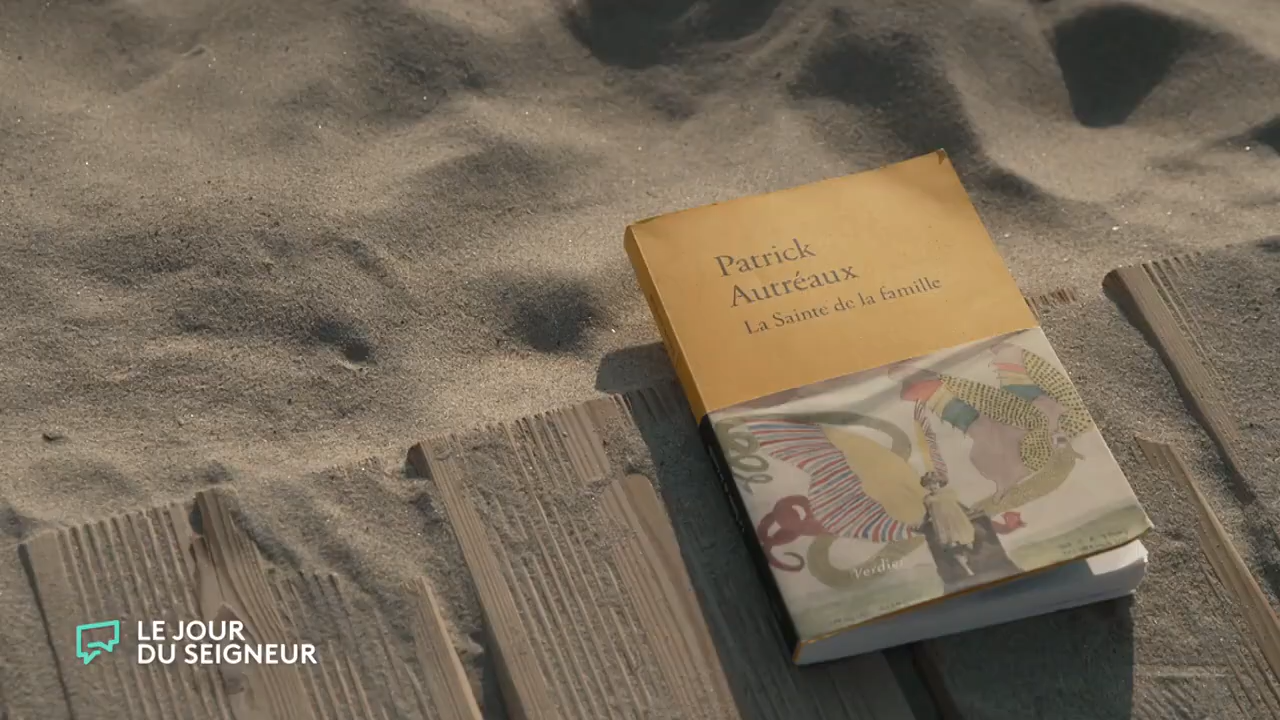 Patrick
Autréaux
La Sainte de la famille
Verdier
LE JOUR
DU SEIGNEUR